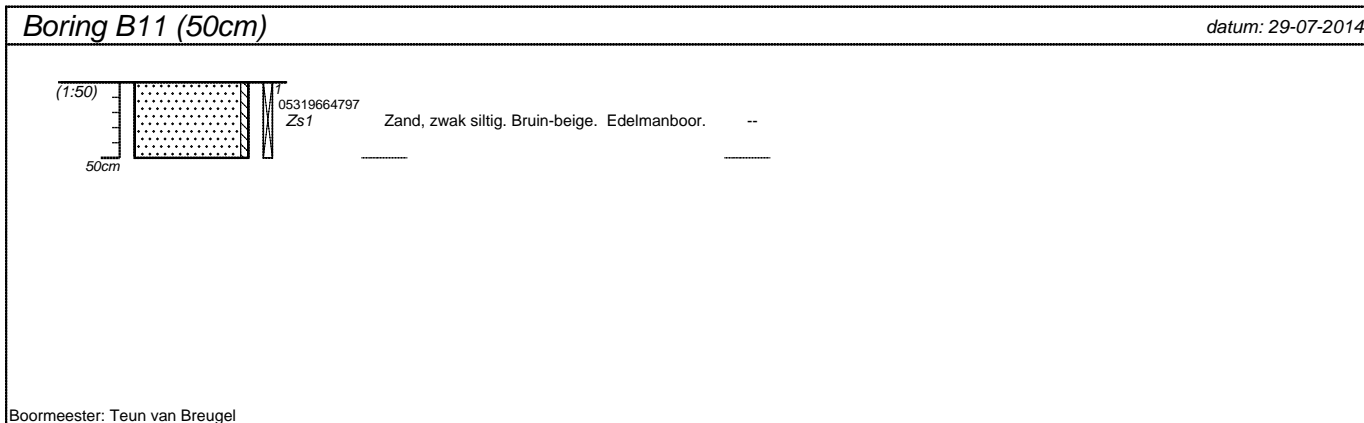 Boring B11 (50cm)
datum: 29-07-2014
(1:50)
1
05319664797
Zs1
Zand, zwak siltig. Bruin-beige. Edelmanboor.
--
50cm
Boormeester: Teun van Breugel